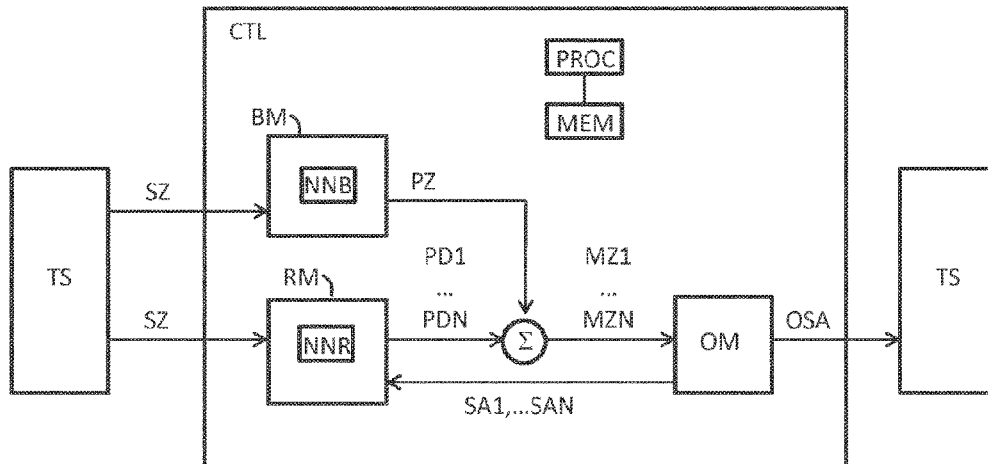 CTL
PROC
MEM
BM
NNB
SZ
PZ
TS
PD1
...
PDN
MZ1
...
MZN
RM
NNR
SZ
Σ
OM
OSA
TS
SA1,...SAN